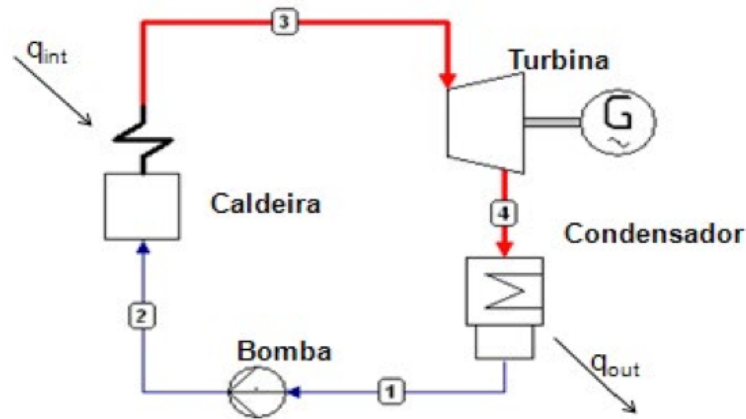 3
q_int
Turbina
G
~
4
Caldeira
Condensador
2
Bomba
1
q_out